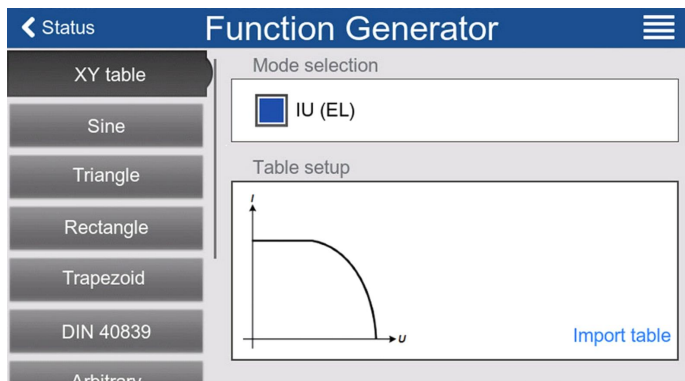 Status
Function Generator
XY table
Sine
Triangle
Rectangle
Trapezoid
DIN 40839
Arbitrary
Mode selection
IU (EL)
Table setup
I
U
Import table